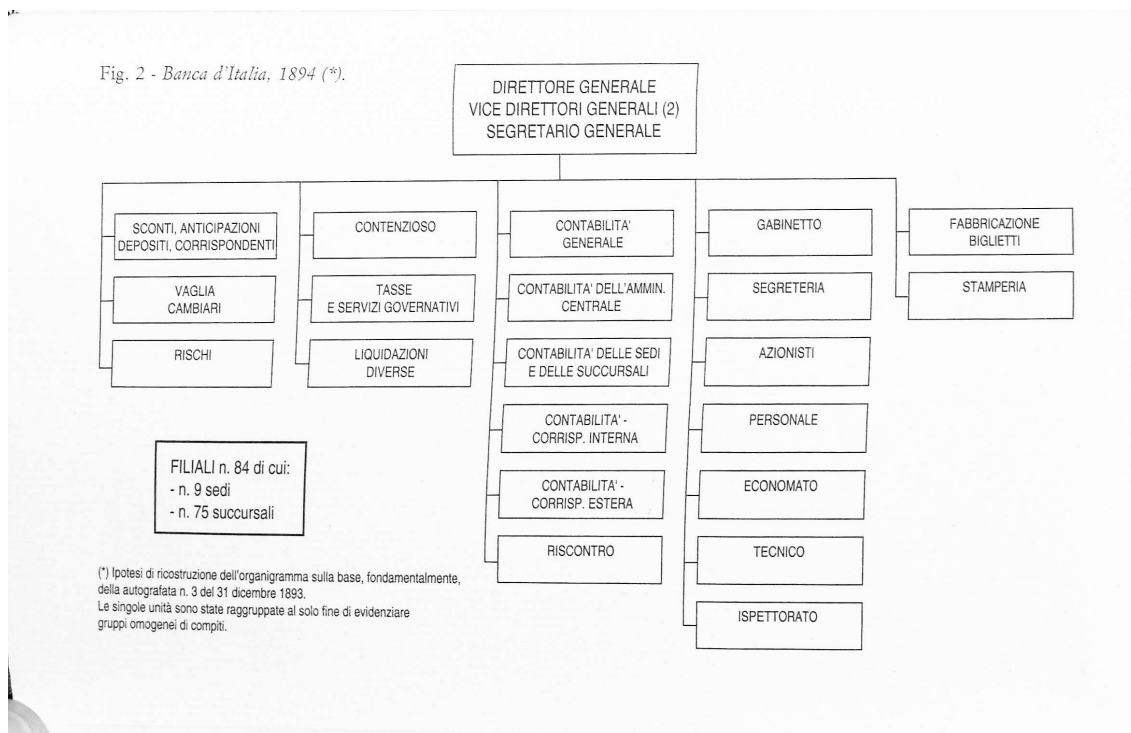 Fig. 2 - Banca d'Italia, 1894 (*).
DIRETTORE GENERALE
VICE DIRETTORI GENERALI (2)
SEGRETARIO GENERALE
SCONTI, ANTICIPAZIONI
DEPOSITI, CORRISPONDENTI
VAGLIA
CAMBIARI
RISCHI
CONTENZIOSO
TASSE
E SERVIZI GOVERNATIVI
LIQUIDAZIONI
DIVERSE
CONTABILITA'
GENERALE
CONTABILITA' DELL'AMMIN.
CENTRALE
CONTABILITA' DELLE SEDI
E DELLE SUCCURSALI
CONTABILITA' -
CORRISP. INTERNA
CONTABILITA' -
CORRISP. ESTERA
RISCONTRO
GABINETTO
SEGRETERIA
AZIONISTI
PERSONALE
ECONOMATO
TECNICO
ISPETTORATO
FABBRICAZIONE
BIGLIETTI
STAMPERIA
FILIALI n. 84 di cui:
- n. 9 sedi
- n. 75 succursali
(*) Ipotesi di ricostruzione dell'organigramma sulla base, fondamentalmente,
della autografata n. 3 del 31 dicembre 1893.
Le singole unità sono state raggruppate al solo fine di evidenziare
gruppi omogenei di compiti.